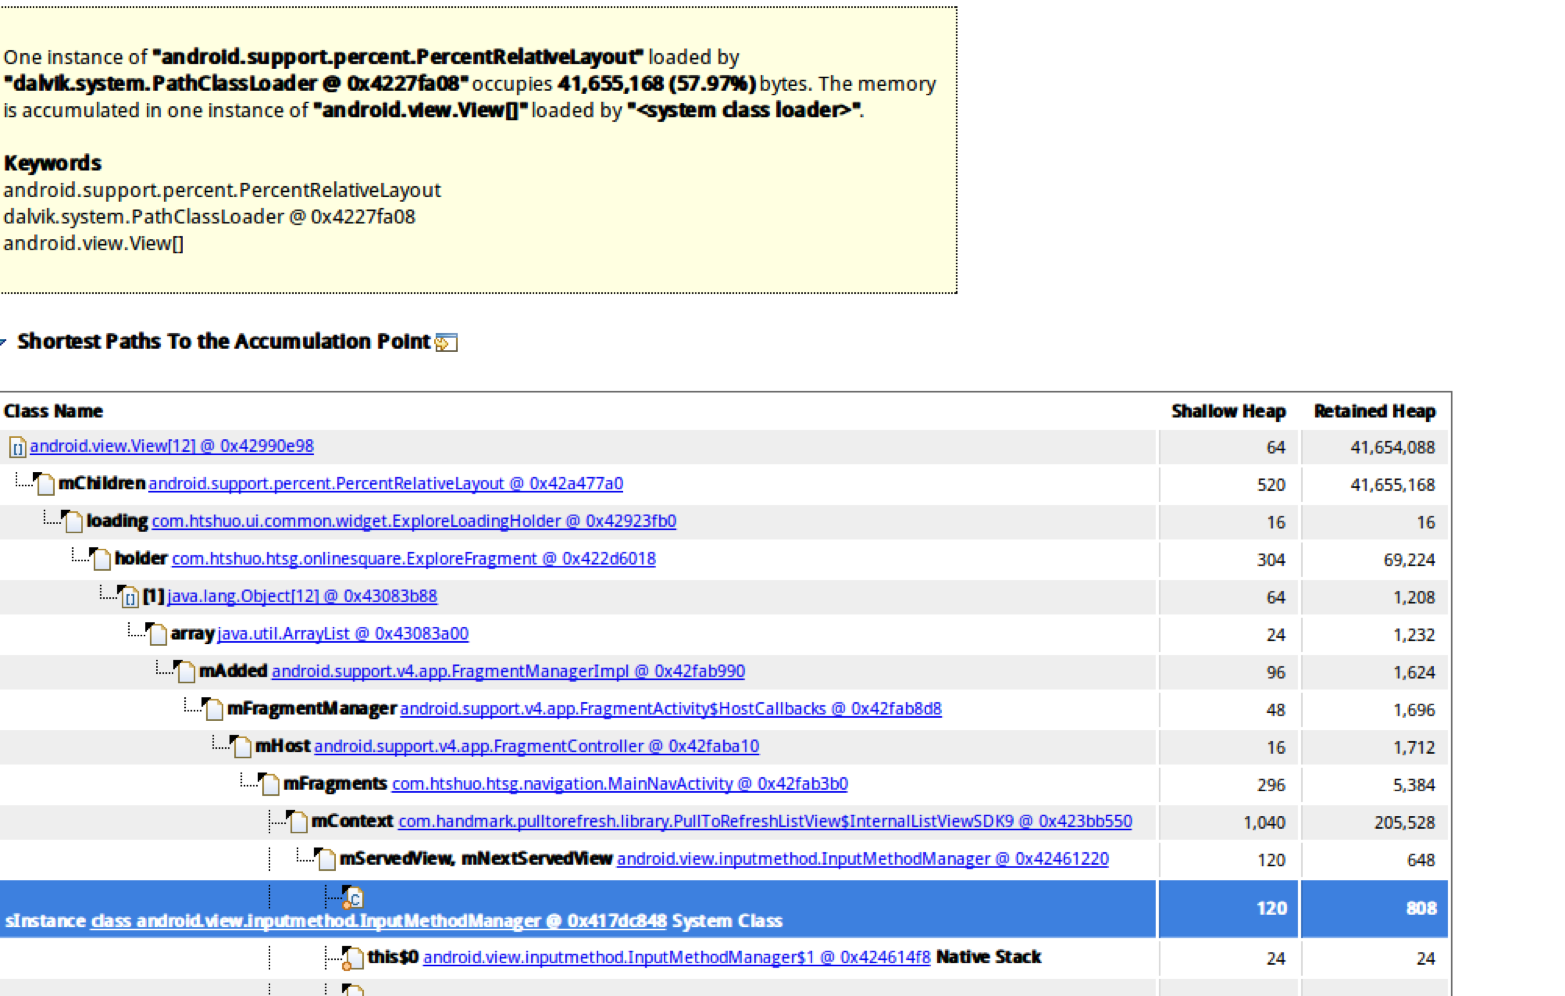 One instance of "android.support.percent.PercentRelativeLayout" loaded by
"dalvik.system.PathClassLoader @ 0x4227fa08" occupies 41,655,168 (57.97%) bytes. The memory
is accumulated in one instance of "android.view.View[]" loaded by "<system class loader>".
Keywords
android.support.percent.PercentRelativeLayout
dalvik.system.PathClassLoader @ 0x4227fa08
android.view.View[]
Shortest Paths To the Accumulation Point
Class Name Shallow Heap Retained Heap
android.view.View[12] @ 0x42990e98 64 41,654,088
mChildren android.support.percent.PercentRelativeLayout @ 0x42a477a0 520 41,655,168
loading com.htshuo.ui.common.widget.ExploreLoadingHolder @ 0x42923fb0 16 16
holder com.htshuo.htsg.onlinesquare.ExploreFragment @ 0x422d6018 304 69,224
[1] java.lang.Object[12] @ 0x43083b88 64 1,208
array java.util.ArrayList @ 0x43083a00 24 1,232
mAdded android.support.v4.app.FragmentManagerImpl @ 0x42fab990 96 1,624
mFragmentManager android.support.v4.app.FragmentActivity$HostCallbacks @ 0x42fab8d8 48 1,696
mHost android.support.v4.app.FragmentController @ 0x42faba10 16 1,712
mFragments com.htshuo.htsg.navigation.MainNavActivity @ 0x42fab3b0 296 5,384
mContext com.handmark.pulltorefresh.library.PullToRefreshListView$InternalListViewSDK9 @ 0x423bb550 1,040 205,528
mServedView, mNextServedView android.view.inputmethod.InputMethodManager @ 0x42461220 120 648
sInstance class android.view.inputmethod.InputMethodManager @ 0x417dc848 System Class 120 808
this$0 android.view.inputmethod.InputMethodManager$1 @ 0x424614f8 Native Stack 24 24